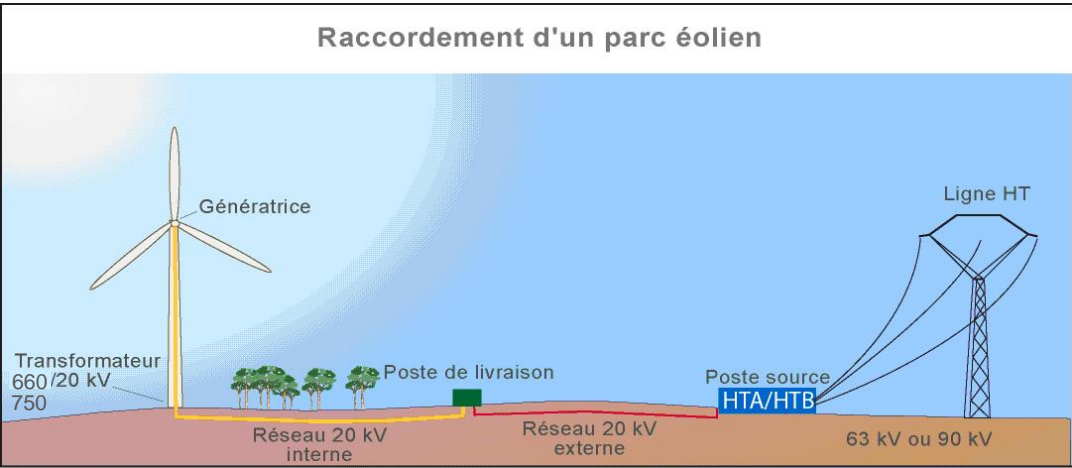 Raccordement d'un parc éolien
Génératrice
Ligne HT
Transformateur
660 /20 kV
750
Poste de livraison
Poste source
HTA/HTB
Réseau 20 kV
interne
Réseau 20 kV
externe
63 kV ou 90 kV